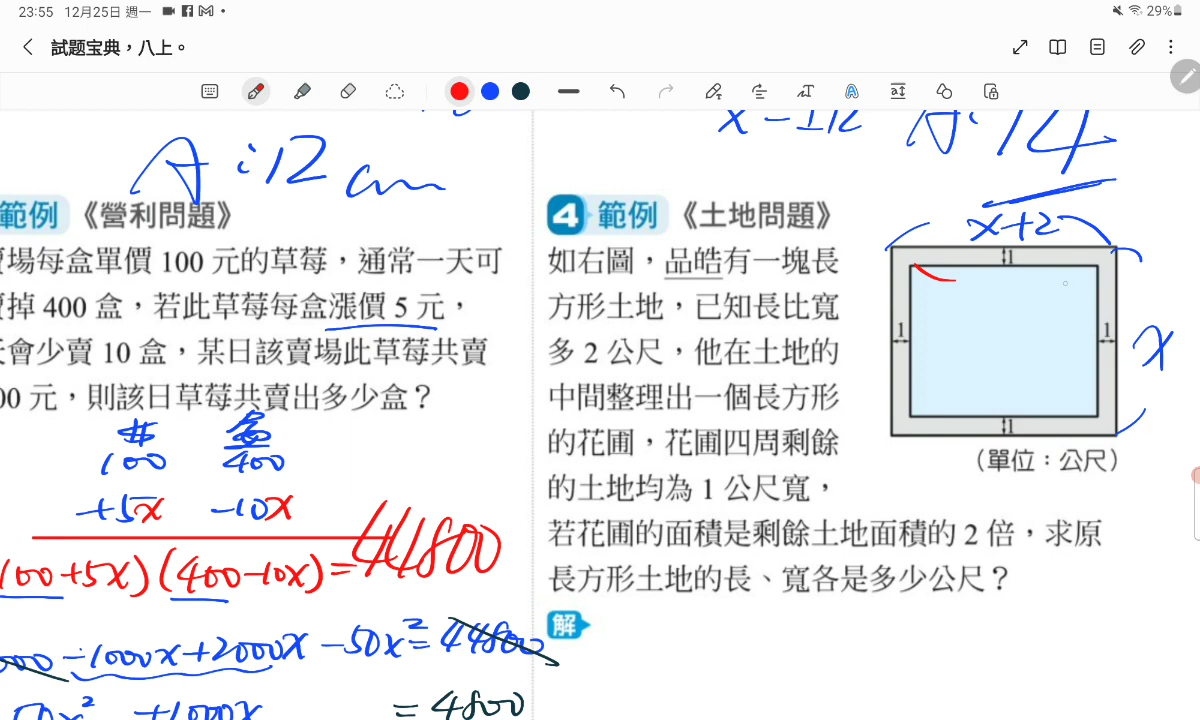 23:55 12月25日 週一 29%
試题宝典，八上。
A:12 cm
範例 《營利問題》
賣場每盒單價 100 元的草莓，通常一天可
賣掉 400 盒，若此草莓每盒漲價 5 元，
會少賣 10 盒，某日該賣場此草莓共賣
00 元，則該日草莓共賣出多少盒？
100 400
+5x -10x
100+5x)(400-10x)=44800
-1000x+2000x-50x²=44800
+1000x = 4800
A:14
4 範例 《土地問題》
如右圖，品皓有一塊長
方形土地，已知長比寬
多 2 公尺，他在土地的
中間整理出一個長方形
的花圃，花圃四周剩餘
的土地均為 1 公尺寬，
若花圃的面積是剩餘土地面積的 2 倍，求原
長方形土地的長、寬各是多少公尺？
解
x+2
1
1
1
x
1
（單位：公尺）